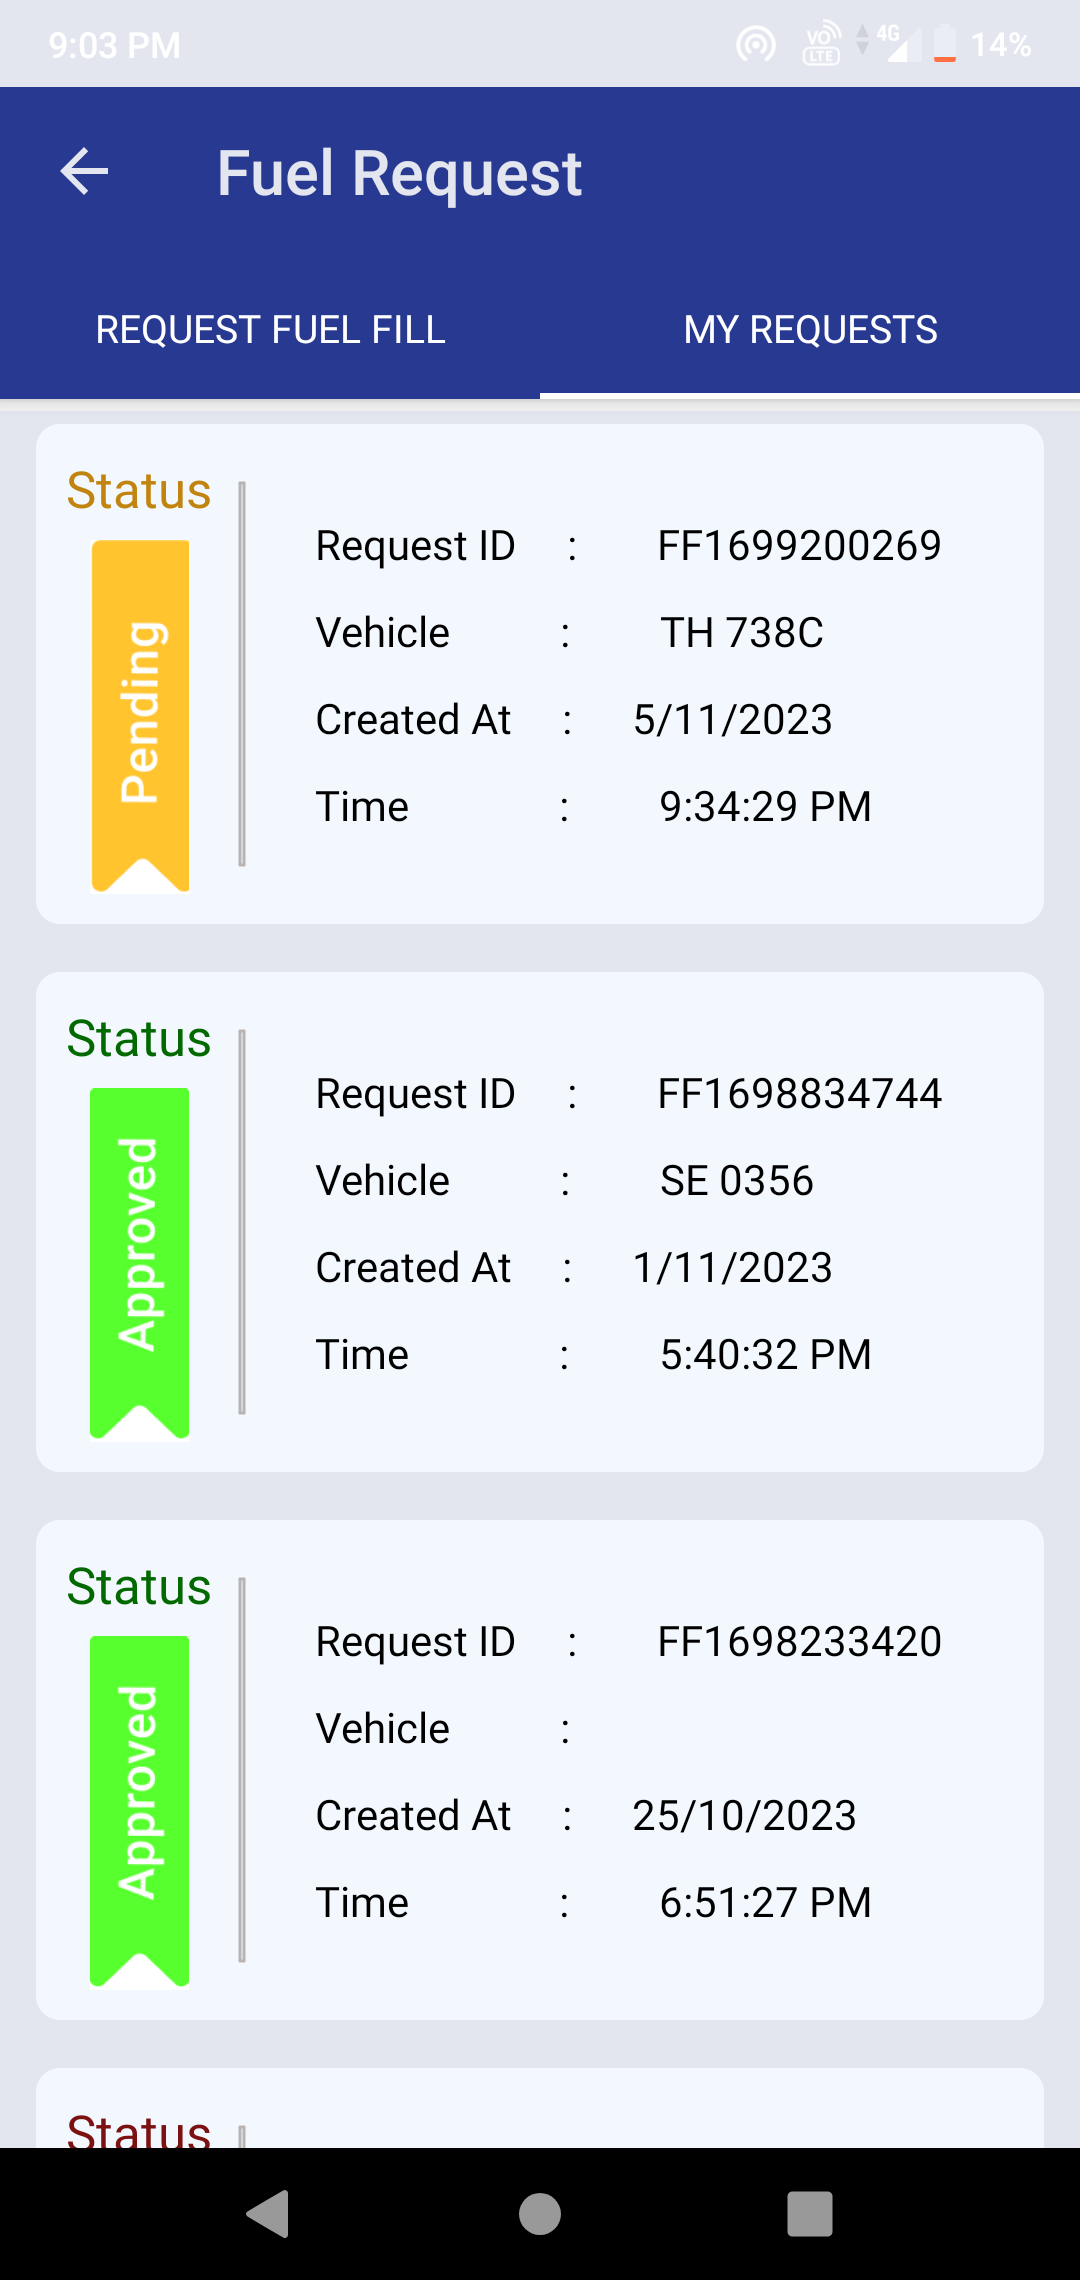 9:03 PM VO LTE 4G 14%
Fuel Request
REQUEST FUEL FILL MY REQUESTS
Status
Pending
Request ID : FF1699200269
Vehicle : TH 738C
Created At : 5/11/2023
Time : 9:34:29 PM
Status
Approved
Request ID : FF1698834744
Vehicle : SE 0356
Created At : 1/11/2023
Time : 5:40:32 PM
Status
Approved
Request ID : FF1698233420
Vehicle :
Created At : 25/10/2023
Time : 6:51:27 PM
Status